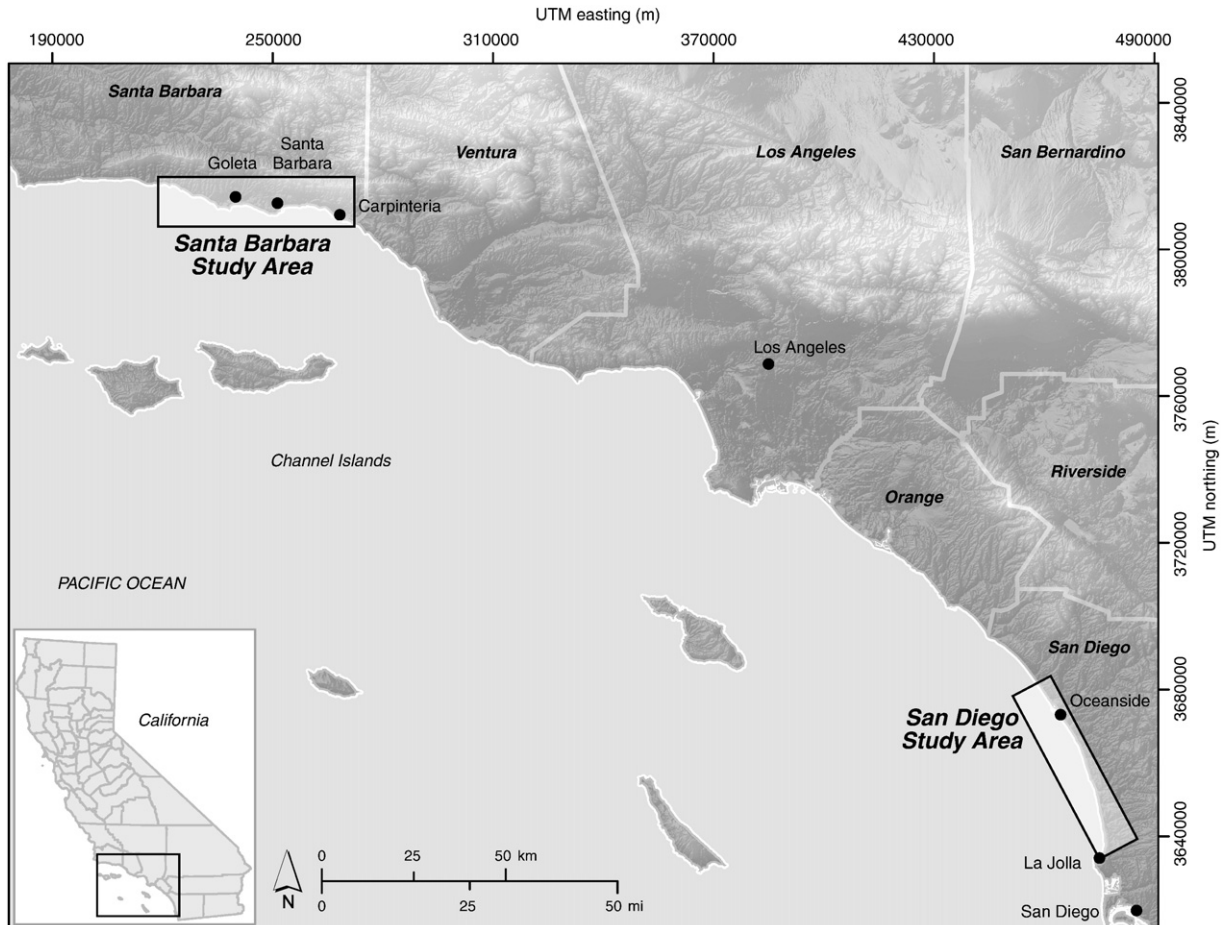 UTM easting (m)
190000 250000 310000 370000 430000 490000
Santa Barbara
Goleta
Santa
Barbara
Carpinteria
Ventura
Los Angeles
San Bernardino
Santa Barbara
Study Area
Los Angeles
Channel Islands
Orange
Riverside
PACIFIC OCEAN
San Diego
Oceanside
San Diego
Study Area
La Jolla
San Diego
California
N
0 25 50 km
0 25 50 mi
3840000
3800000
3760000
3720000
3680000
3640000
UTM northing (m)